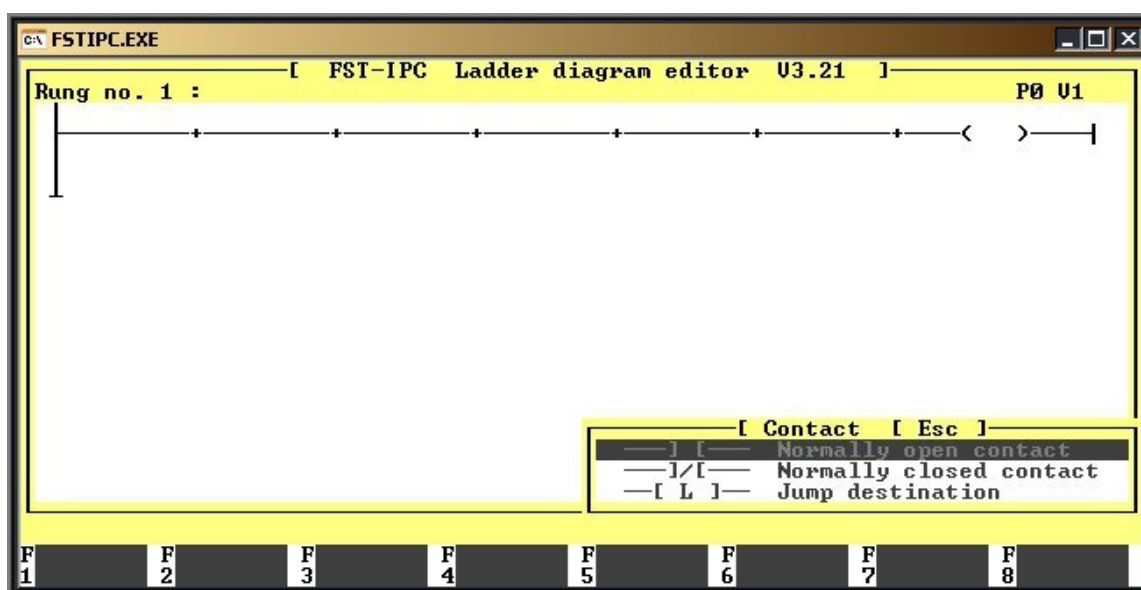 C:\ FSTIPC.EXE
[ FST-IPC Ladder diagram editor V3.21 ]
Rung no. 1 : P0 V1
[ Contact [ Esc ]
] [ Normally open contact
]/[ Normally closed contact
[ L ] Jump destination
F1 F2 F3 F4 F5 F6 F7 F8